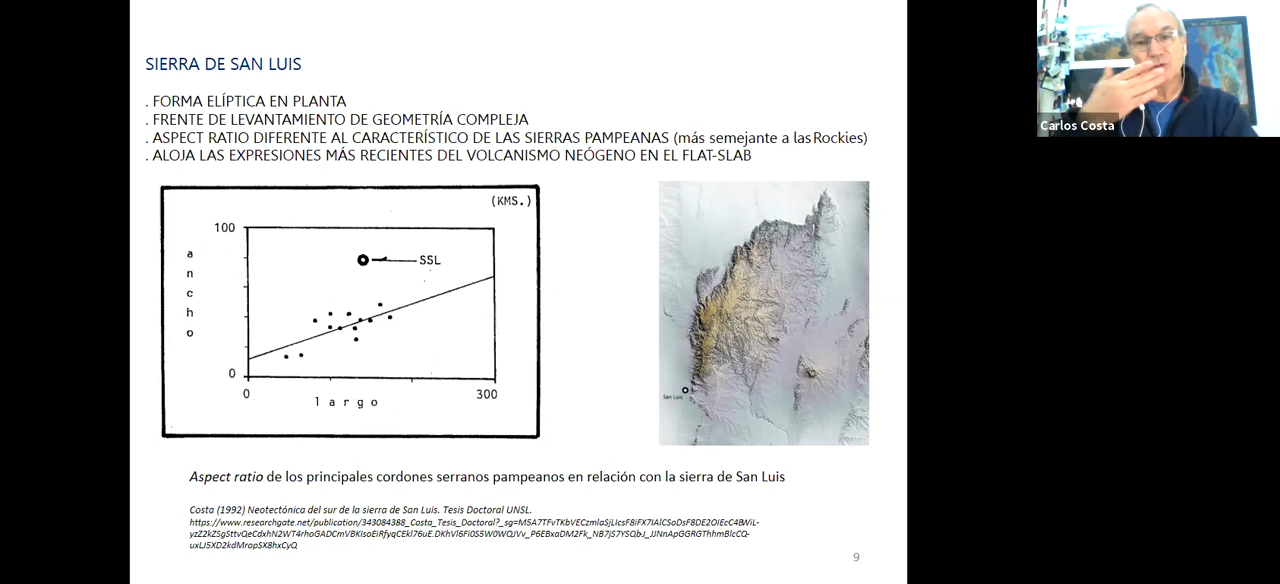 SIERRA DE SAN LUIS
. FORMA ELÍPTICA EN PLANTA
. FRENTE DE LEVANTAMIENTO DE GEOMETRÍA COMPLEJA
. ASPECT RATIO DIFERENTE AL CARACTERÍSTICO DE LAS SIERRAS PAMPEANAS (más semejante a las Rockies)
. ALOJA LAS EXPRESIONES MÁS RECIENTES DEL VOLCANISMO NEÓGENO EN EL FLAT-SLAB
(KMS.)
100
ancho
SSL
0
0
300
largo
San Luis
Aspect ratio de los principales cordones serranos pampeanos en relación con la sierra de San Luis
Costa (1992) Neotectónica del sur de la sierra de San Luis. Tesis Doctoral UNSL.
9
Carlos Costa